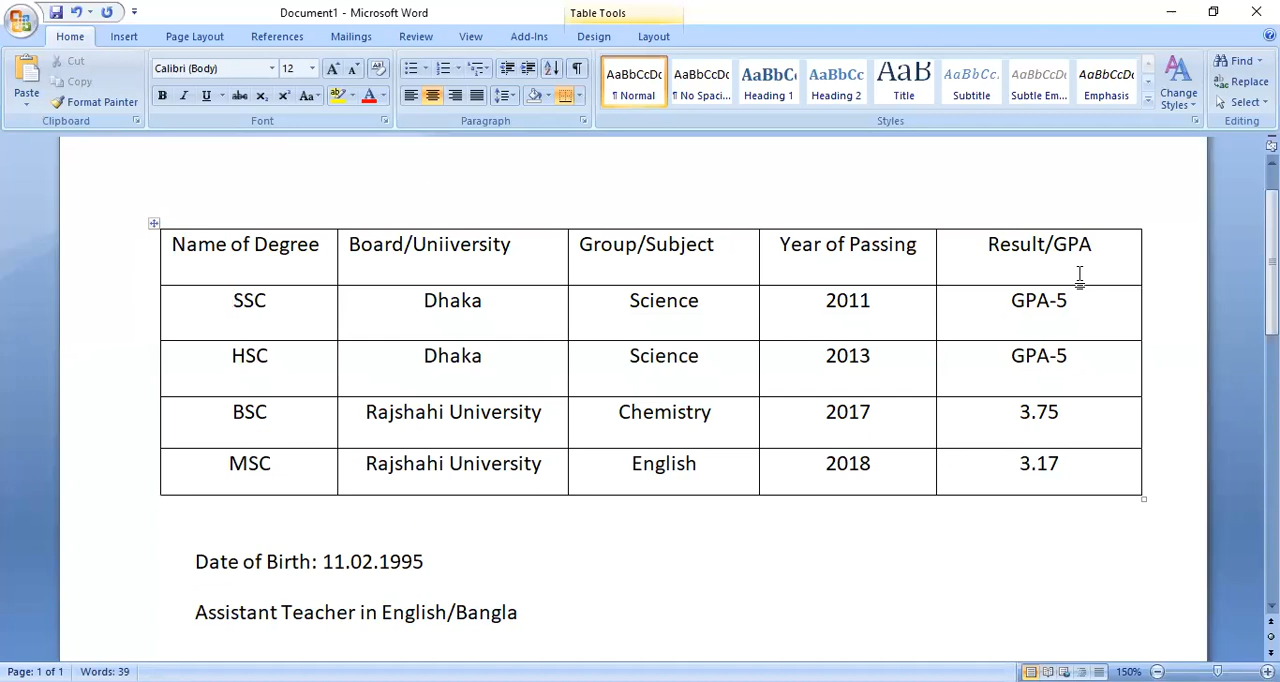 Document1 - Microsoft Word
Table Tools
Home Insert Page Layout References Mailings Review View Add-Ins Design Layout
Paste
Cut
Copy
Format Painter
Clipboard
Calibri (Body) 12
B I U abc X₂ X² Aa
Font
Paragraph
AaBbCcDc AaBbCcDc AaBbC AaBbCc AaB AaBbCc. AaBbCcDc AaBbCcDc
¶ Normal ¶ No Spaci... Heading 1 Heading 2 Title Subtitle Subtle Em... Emphasis
Change Styles
Styles
Find
Replace
Select
Editing
Name of Degree Board/Uniiversity Group/Subject Year of Passing Result/GPA
SSC Dhaka Science 2011 GPA-5
HSC Dhaka Science 2013 GPA-5
BSC Rajshahi University Chemistry 2017 3.75
MSC Rajshahi University English 2018 3.17
Date of Birth: 11.02.1995
Assistant Teacher in English/Bangla
Page: 1 of 1 Words: 39 150%